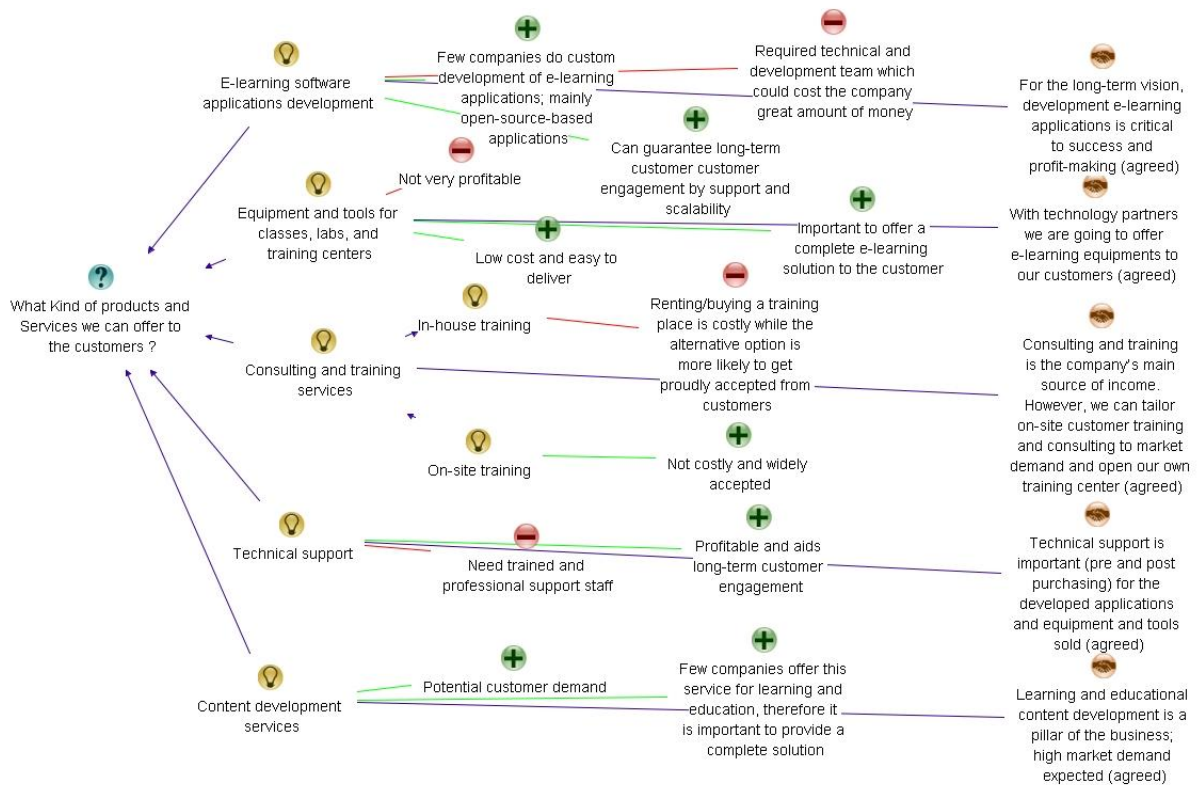 E-learning software
applications development
Few companies do custom
development of e-learning
applications; mainly
open-source-based
applications
Required technical and
development team which
could cost the company
great amount of money
Can guarantee long-term
customer customer
engagement by support and
scalability
For the long-term vision,
development e-learning
applications is critical
to success and
profit-making (agreed)
Not very profitable
Equipment and tools for
classes, labs, and
training centers
Low cost and easy to
deliver
Important to offer a
complete e-learning
solution to the customer
With technology partners
we are going to offer
e-learning equipments to
our customers (agreed)
?
What Kind of products and
Services we can offer to
the customers ?
In-house training
Renting/buying a training
place is costly while the
alternative option is
more likely to get
proudly accepted from
customers
Consulting and training
services
Consulting and training
is the company's main
source of income.
However, we can tailor
on-site customer training
and consulting to market
demand and open our own
training center (agreed)
On-site training
Not costly and widely
accepted
Technical support
Need trained and
professional support staff
Profitable and aids
long-term customer
engagement
Technical support is
important (pre and post
purchasing) for the
developed applications
and equipment and tools
sold (agreed)
Content development
services
Potential customer demand
Few companies offer this
service for learning and
education, therefore it
is important to provide a
complete solution
Learning and educational
content development is a
pillar of the business;
high market demand
expected (agreed)